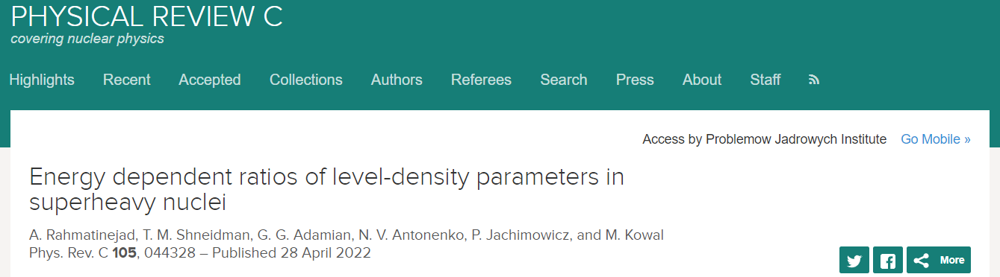 PHYSICAL REVIEW C
covering nuclear physics
Highlights Recent Accepted Collections Authors Referees Search Press About Staff
Access by Problemow Jadrowych Institute Go Mobile »
Energy dependent ratios of level-density parameters in
superheavy nuclei
A. Rahmatinejad, T. M. Shneidman, G. G. Adamian, N. V. Antonenko, P. Jachimowicz, and M. Kowal
Phys. Rev. C 105, 044328 – Published 28 April 2022
More